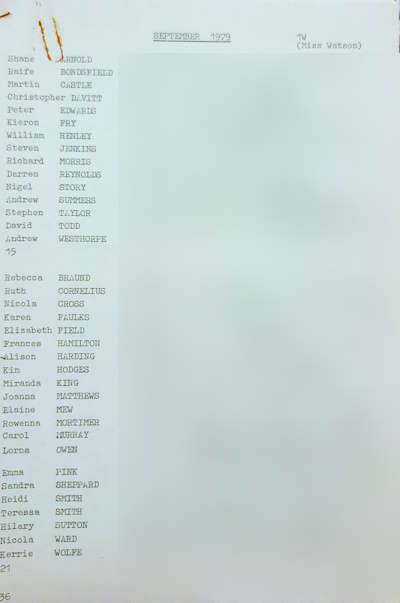 SEPTEMBER 1979 1W
(Miss Watson)
Shane ARNOLD
Raife BONDSFIELD
Martin CASTLE
Christopher DAVITT
Peter EDWARDS
Kieron FRY
William HENLEY
Steven JENKINS
Richard MORRIS
Darren REYNOLDS
Nigel STORY
Andrew SUMMERS
Stephen TAYLOR
David TODD
Andrew WESTHORPE
15
Rebecca BRAUND
Ruth CORNELIUS
Nicola CROSS
Karen FAULKS
Elizabeth FIELD
Frances HAMILTON
Alison HARDING
Kim HODGES
Miranda KING
Joanna MATTHEWS
Elaine MEW
Rowenna MORTIMER
Carol MURRAY
Lorna OWEN
Emma PINK
Sandra SHEPPARD
Heidi SMITH
Teressa SMITH
Hilary SUTTON
Nicola WARD
Kerrie WOLFE
21
36